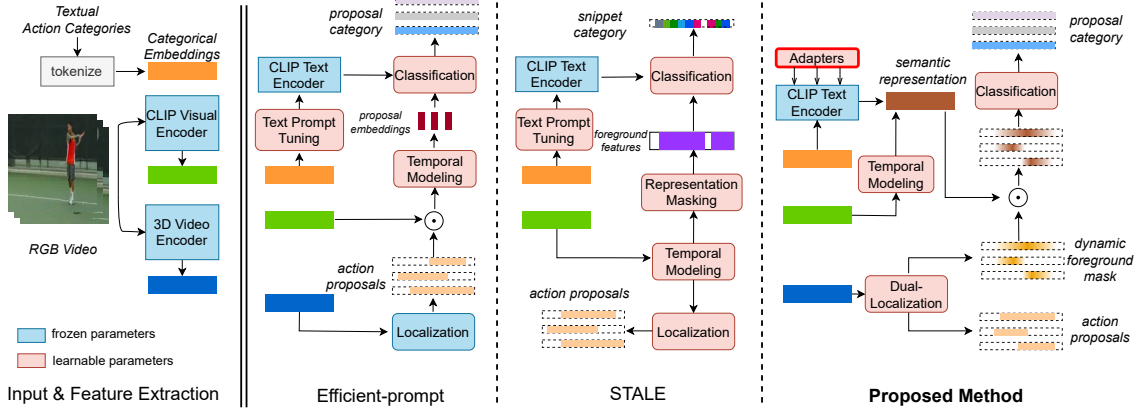 Textual
Action Categories
Categorical
Embeddings
tokenize
CLIP Visual
Encoder
3D Video
Encoder
RGB Video
frozen parameters
learnable parameters
Input & Feature Extraction
proposal
category
CLIP Text
Encoder
Classification
Text Prompt
Tuning
proposal
embeddings
Temporal
Modeling
action
proposals
Localization
Efficient-prompt
snippet
category
CLIP Text
Encoder
Classification
Text Prompt
Tuning
foreground
features
Representation
Masking
Temporal
Modeling
action proposals
Localization
STALE
proposal
category
Adapters
semantic
representation
CLIP Text
Encoder
Classification
Temporal
Modeling
dynamic
foreground
mask
Dual-
Localization
action
proposals
Proposed Method